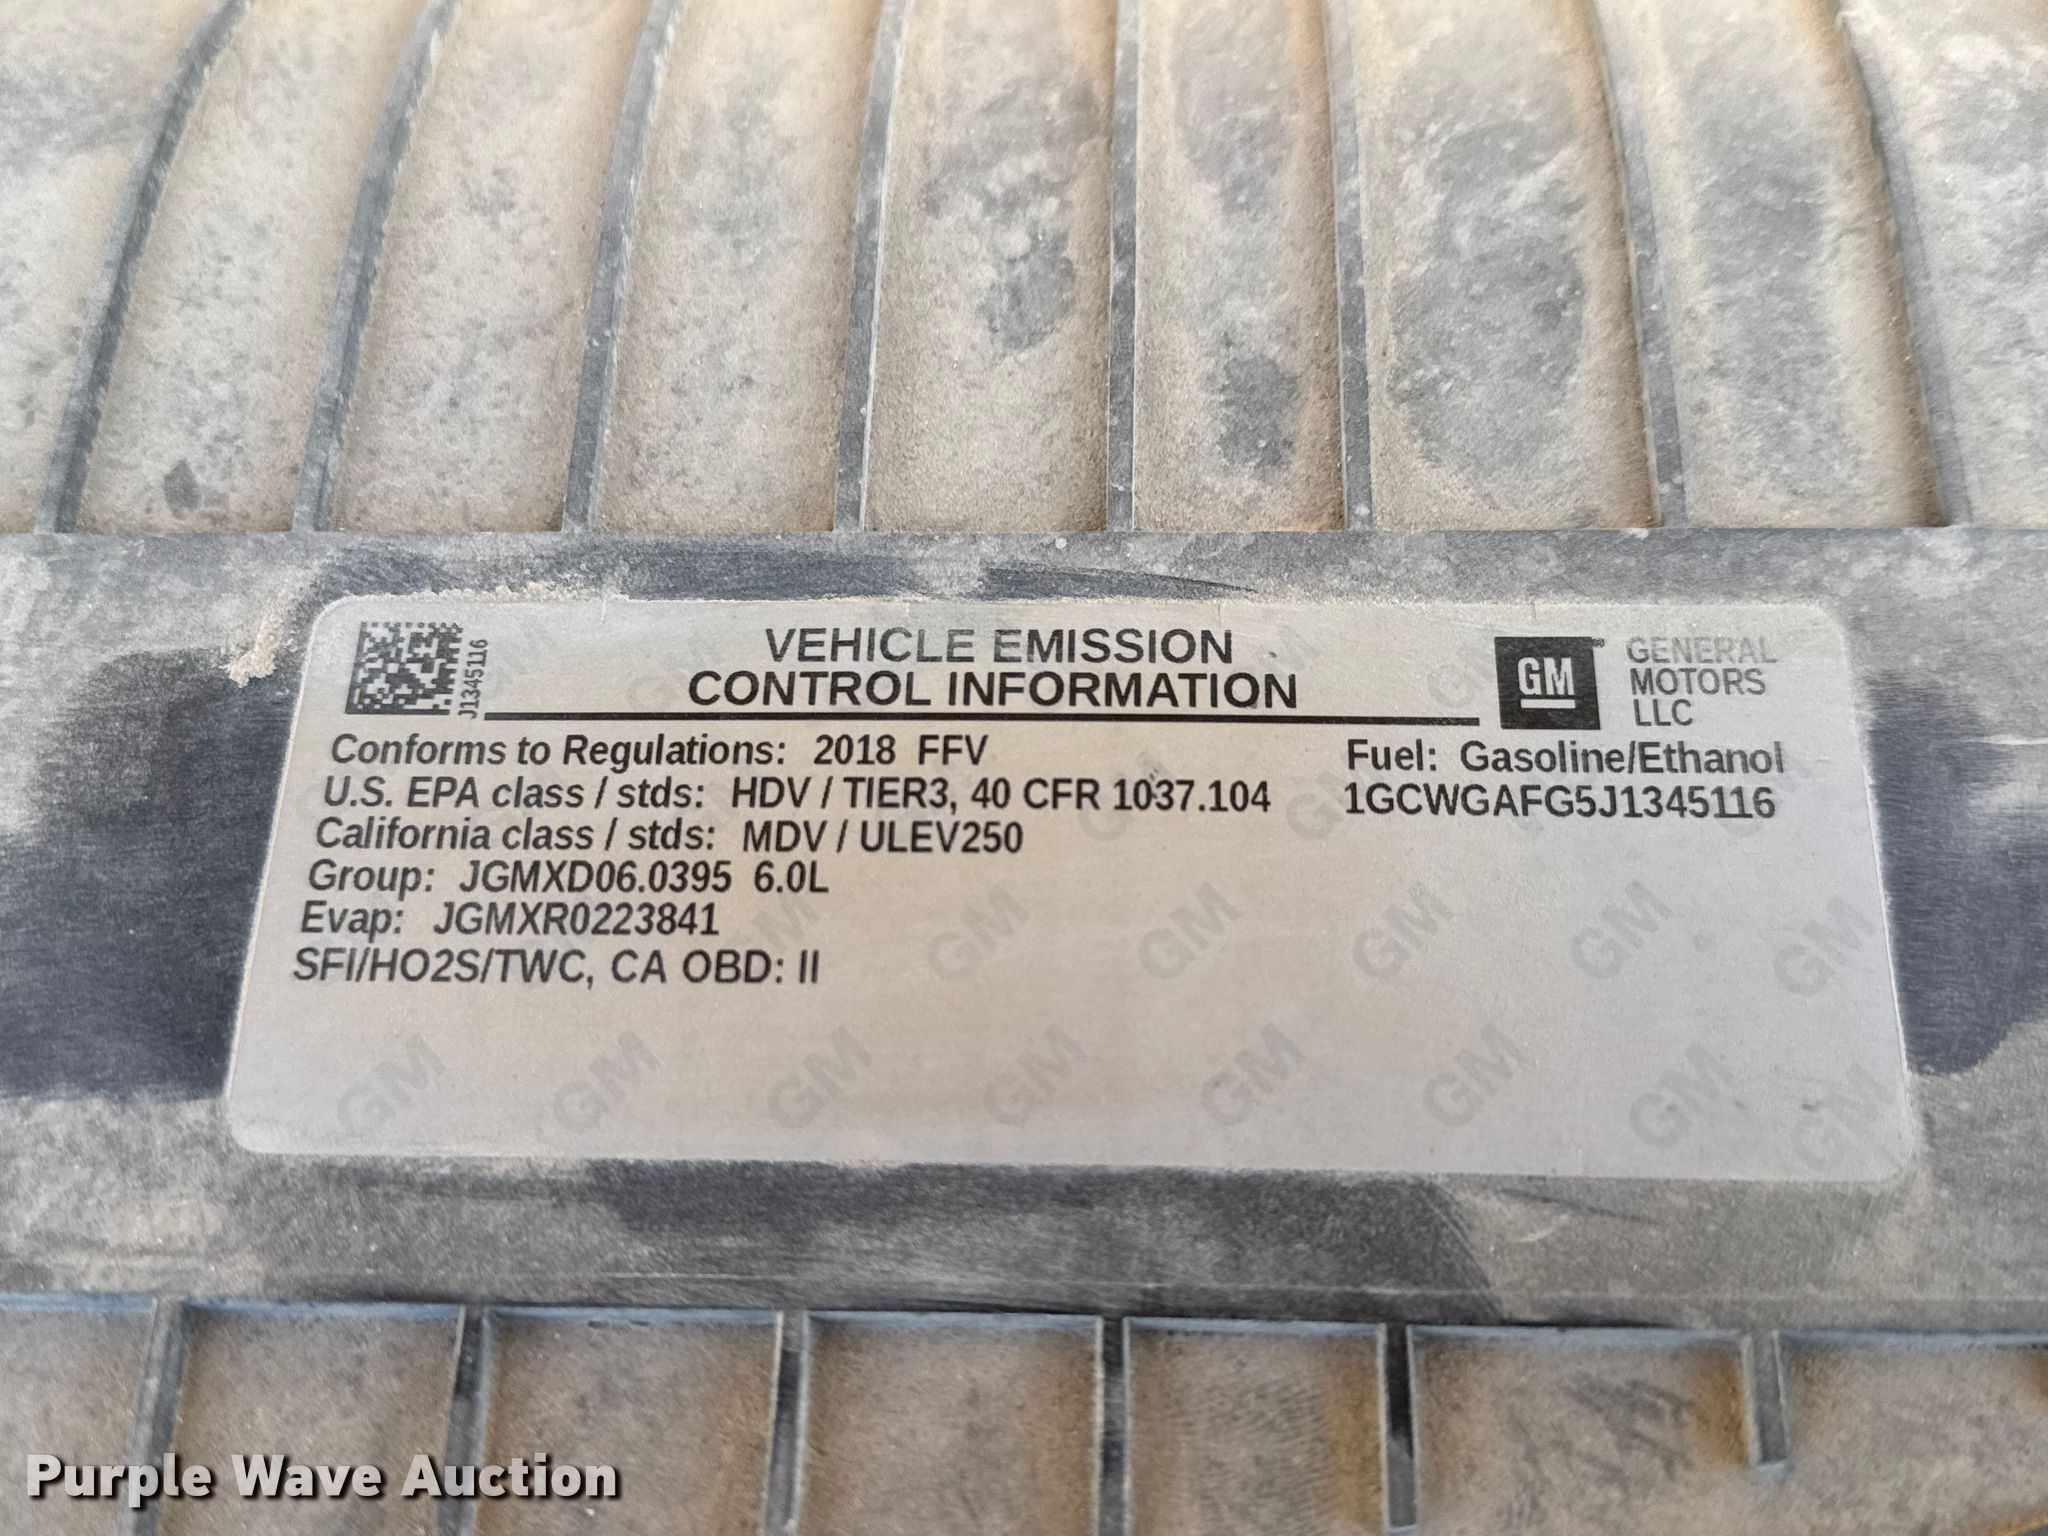 J1345116
VEHICLE EMISSION
CONTROL INFORMATION
GM
GENERAL
MOTORS
LLC
Conforms to Regulations: 2018 FFV
Fuel: Gasoline/Ethanol
U.S. EPA class / stds: HDV / TIER3, 40 CFR 1037.104
1GCWGAFG5J1345116
California class / stds: MDV / ULEV250
Group: JGMXD06.0395 6.0L
Evap: JGMXR0223841
SFI/HO2S/TWC, CA OBD: II
Purple Wave Auction